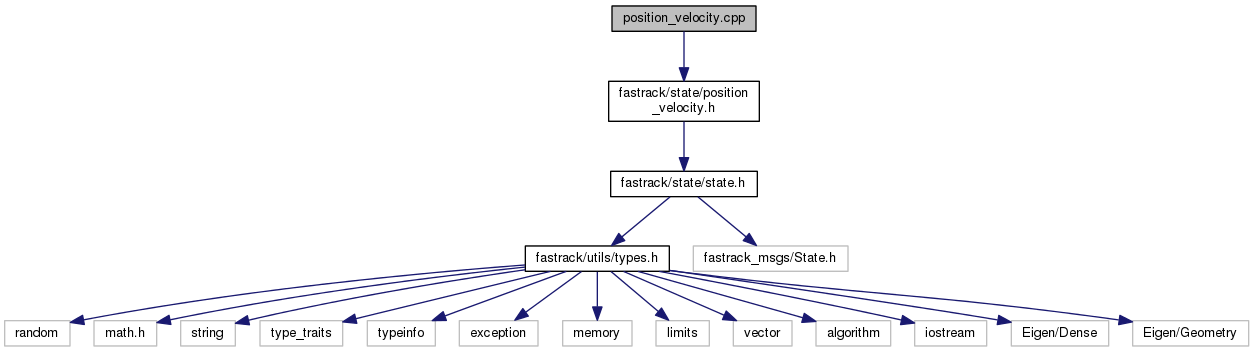 position_velocity.cpp
fastrack/state/position
_velocity.h
fastrack/state/state.h
fastrack/utils/types.h
fastrack_msgs/State.h
random
math.h
string
type_traits
typeinfo
exception
memory
limits
vector
algorithm
iostream
Eigen/Dense
Eigen/Geometry